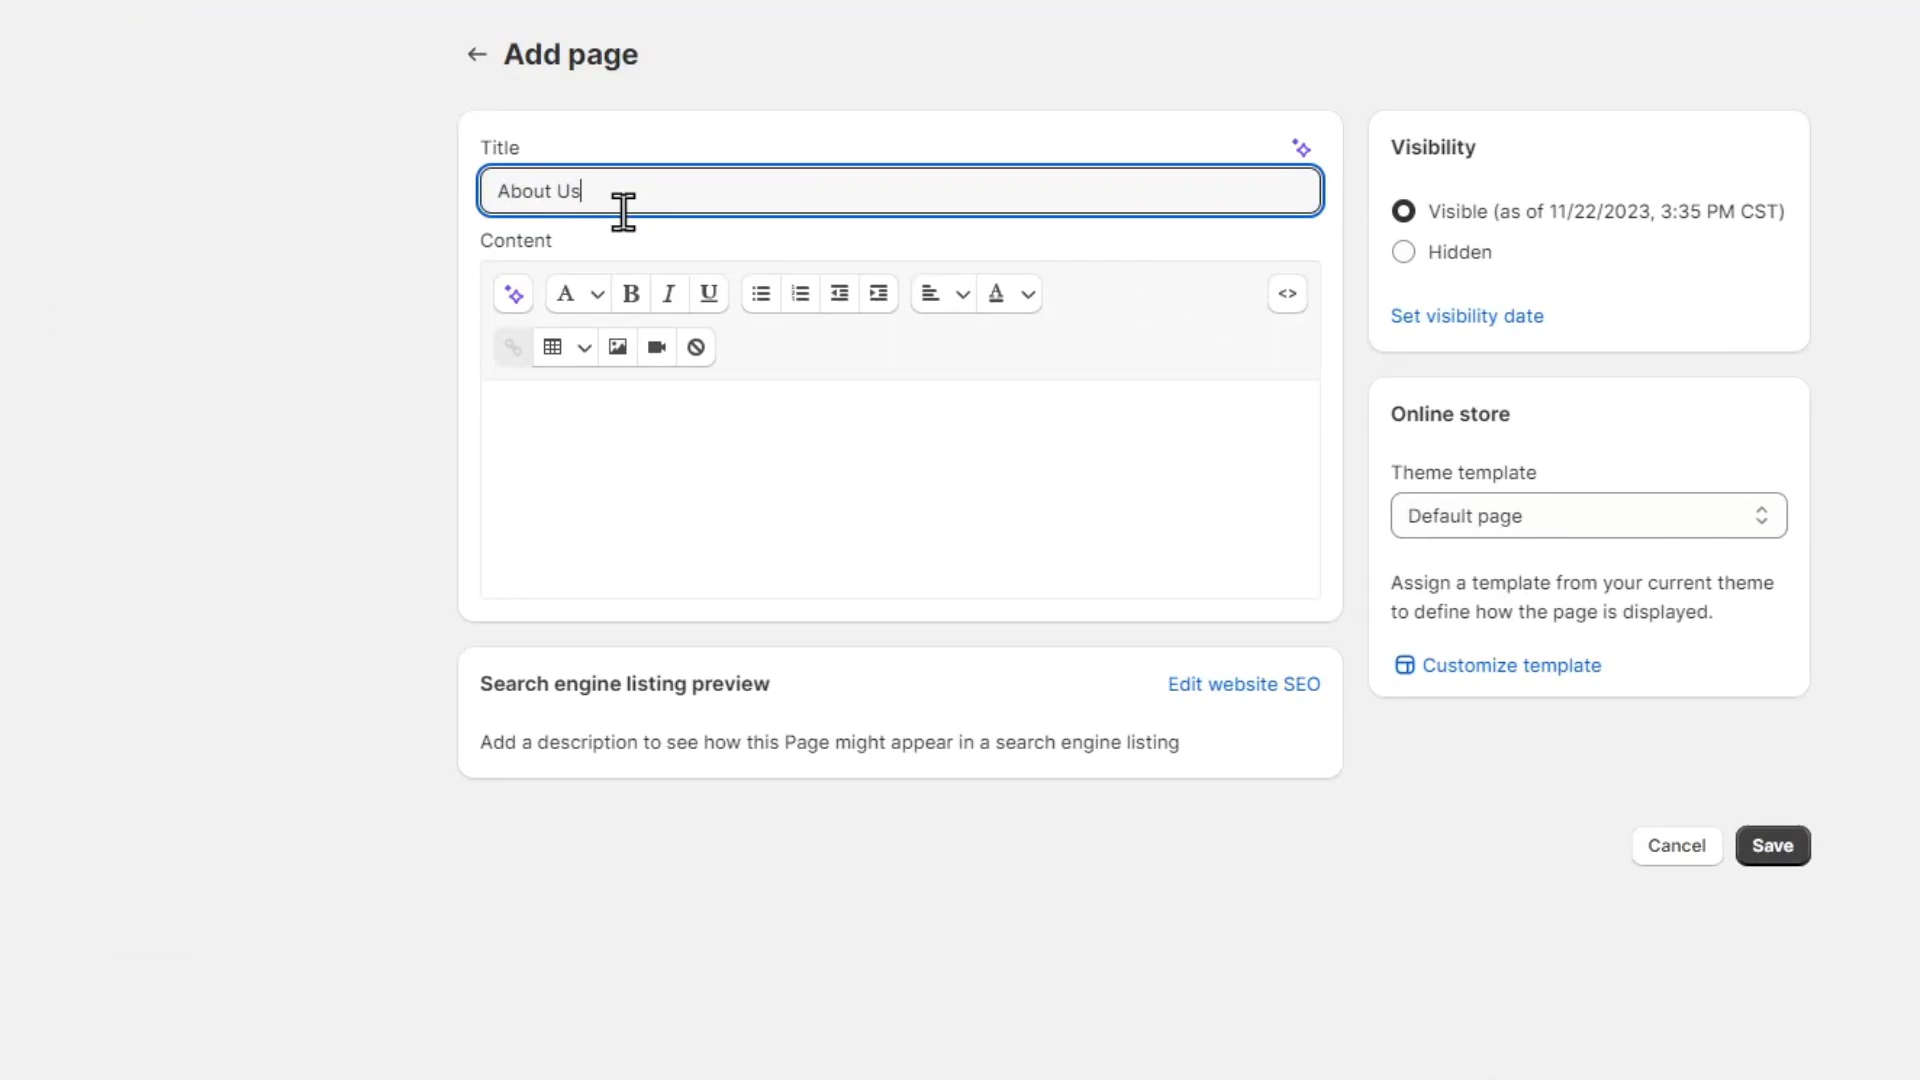 Add page
Title
About Us
Content
A
B
I
U
A
<>
Search engine listing preview
Edit website SEO
Add a description to see how this Page might appear in a search engine listing
Visibility
Visible (as of 11/22/2023, 3:35 PM CST)
Hidden
Set visibility date
Online store
Theme template
Default page
Assign a template from your current theme
to define how the page is displayed.
Customize template
Cancel
Save